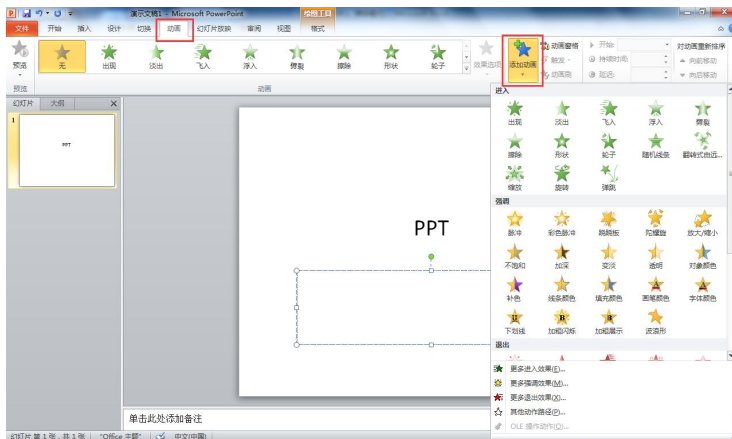 演示文稿1 - Microsoft PowerPoint
绘图工具
文件 开始 插入 设计 切换 动画 幻灯片放映 审阅 视图 格式
预览
无 出现 淡出 飞入 浮入 劈裂 擦除 形状 轮子
效果选项
添加动画
动画窗格
触发
动画刷
开始:
持续时间:
延迟:
对动画重新排序
向前移动
向后移动
预览
动画
幻灯片 大纲
1
PPT
PPT
单击此处添加备注
进入
出现 淡出 飞入 浮入 劈裂
擦除 形状 轮子 随机线条 翻转式由远...
缩放 旋转 弹跳
强调
脉冲 彩色脉冲 跷跷板 陀螺旋 放大/缩小
不饱和 加深 变淡 透明 对象颜色
补色 线条颜色 填充颜色 画笔颜色 字体颜色
下划线 加粗闪烁 加粗展示 波浪形
退出
更多进入效果(E)...
更多强调效果(M)...
更多退出效果(X)...
其他动作路径(P)...
OLE 操作动作(O)...
幻灯片 第 1 张，共 1 张
"Office 主题"
中文(中国)